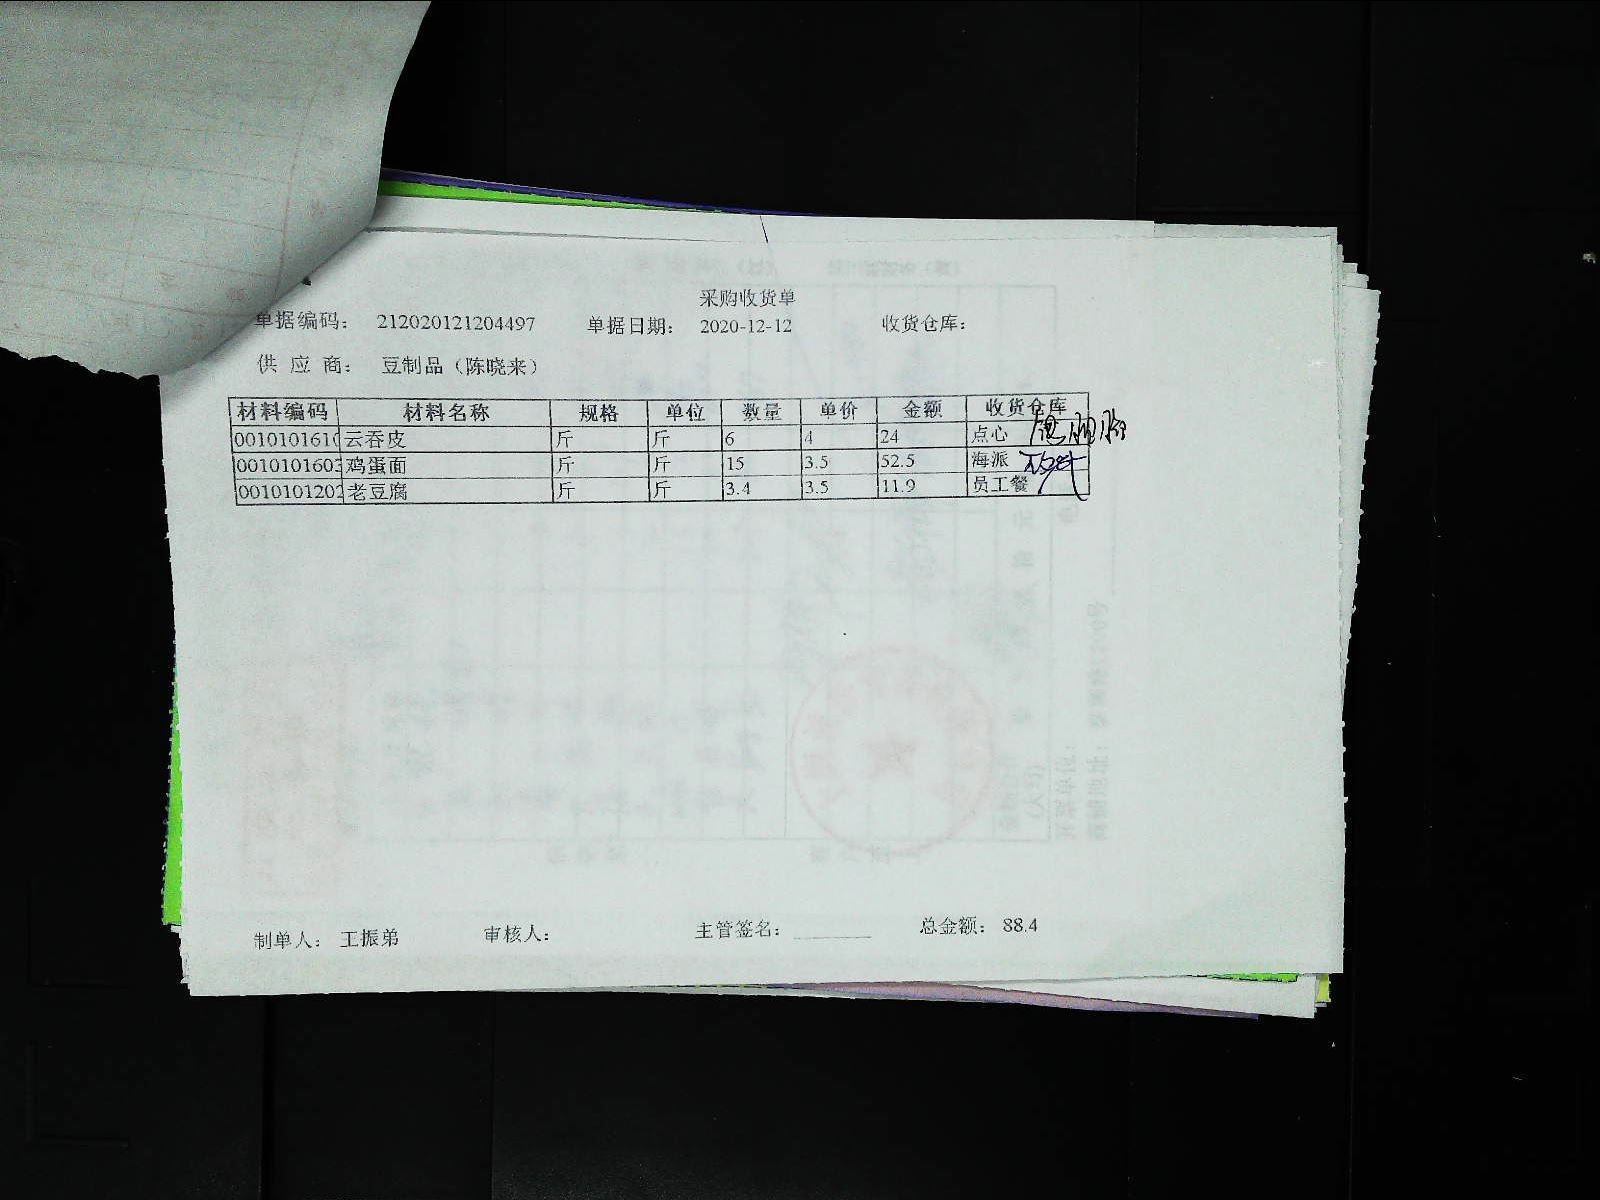 采购收货单
单据编码： 212020121204497 单据日期： 2020-12-12 收货仓库：
供 应 商： 豆制品（陈晓来）
材料编码 材料名称 规格 单位 数量 单价 金额 收货仓库
001010161 云吞皮 斤 斤 6 4 24 点心
0010101603 鸡蛋面 斤 斤 15 3.5 52.5 海派
0010101202 老豆腐 斤 斤 3.4 3.5 11.9 员工餐
制单人： 王振弟 审核人： 主管签名： 总金额： 88.4